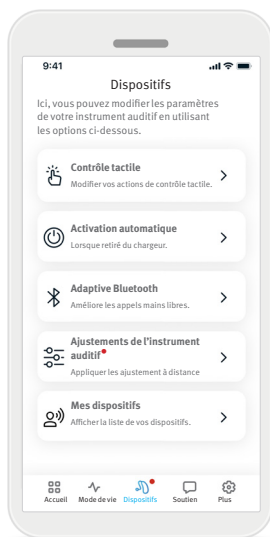 9:41
Dispositifs
Ici, vous pouvez modifier les paramètres
de votre instrument auditif en utilisant
les options ci-dessous.
Contrôle tactile
Modifier vos actions de contrôle tactile.
Activation automatique
Lorsque retiré du chargeur.
Adaptive Bluetooth
Améliore les appels mains libres.
Ajustements de l'instrument
auditif
Appliquer les ajustement à distance
Mes dispositifs
Afficher la liste de vos dispositifs.
Accueil Mode de vie Dispositifs Soutien Plus